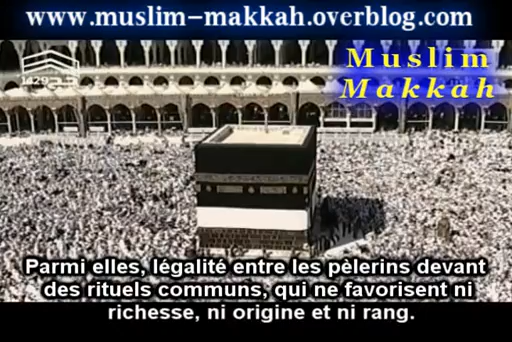 www.muslim-makkah.overblog.com
Muslim
Makkah
1429
Parmi elles, légalité entre les pèlerins devant
des rituels communs, qui ne favorisent ni
richesse, ni origine et ni rang.